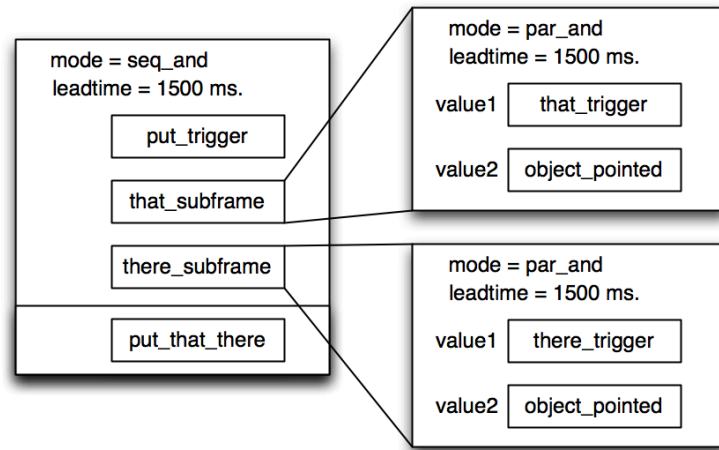 mode = seq_and
leadtime = 1500 ms.
put_trigger
that_subframe
there_subframe
put_that_there
mode = par_and
leadtime = 1500 ms.
value1 that_trigger
value2 object_pointed
mode = par_and
leadtime = 1500 ms.
value1 there_trigger
value2 object_pointed